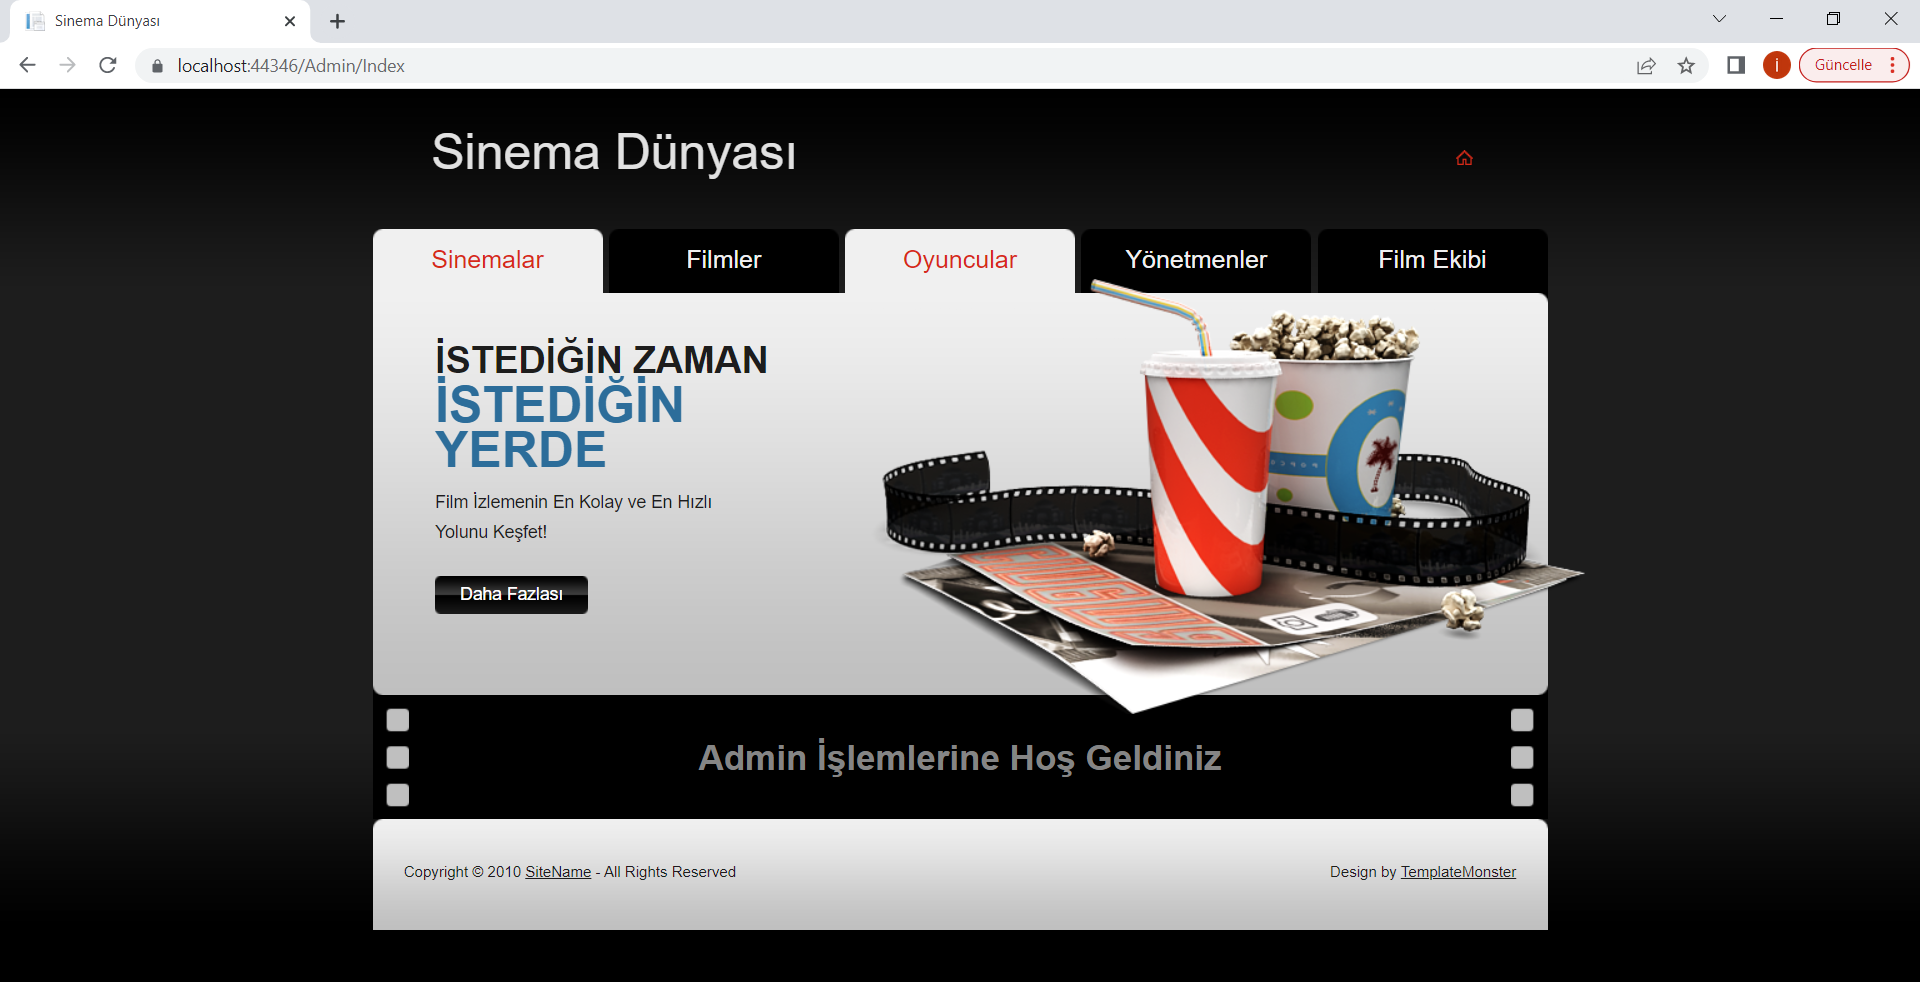 Sinema Dünyası
localhost:44346/Admin/Index
i
Güncelle
Sinema Dünyası
Sinemalar
Filmler
Oyuncular
Yönetmenler
Film Ekibi
İSTEDİĞİN ZAMAN
İSTEDİĞİN
YERDE
Film İzlemenin En Kolay ve En Hızlı
Yolunu Keşfet!
Daha Fazlası
Admin İşlemlerine Hoş Geldiniz
Copyright © 2010 SiteName - All Rights Reserved
Design by TemplateMonster